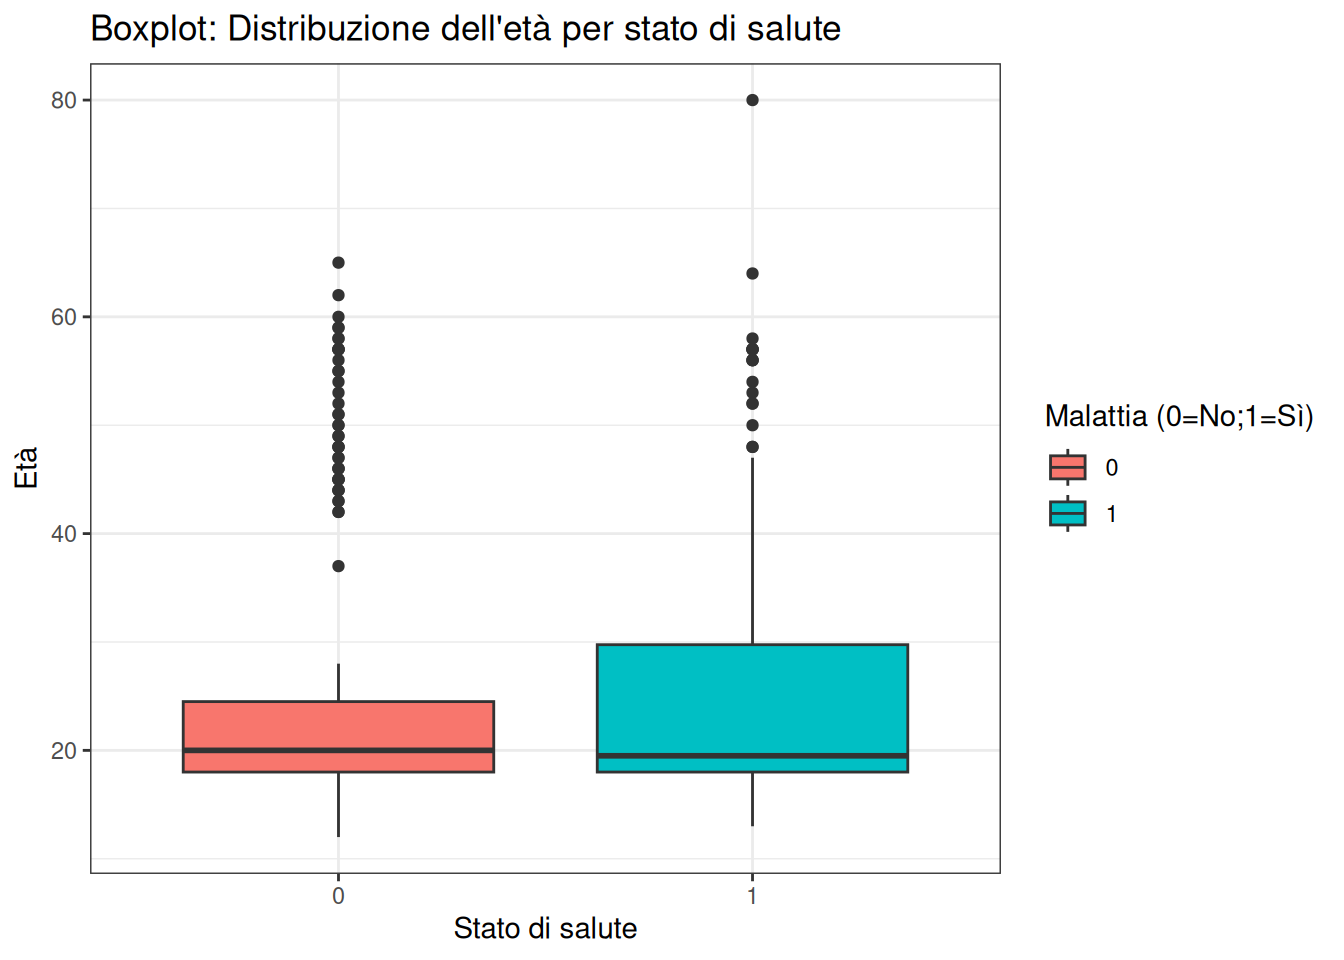 Boxplot: Distribuzione dell'età per stato di salute
80
60
40
20
Età
0
1
Stato di salute
Malattia (0=No;1=Sì)
0
1